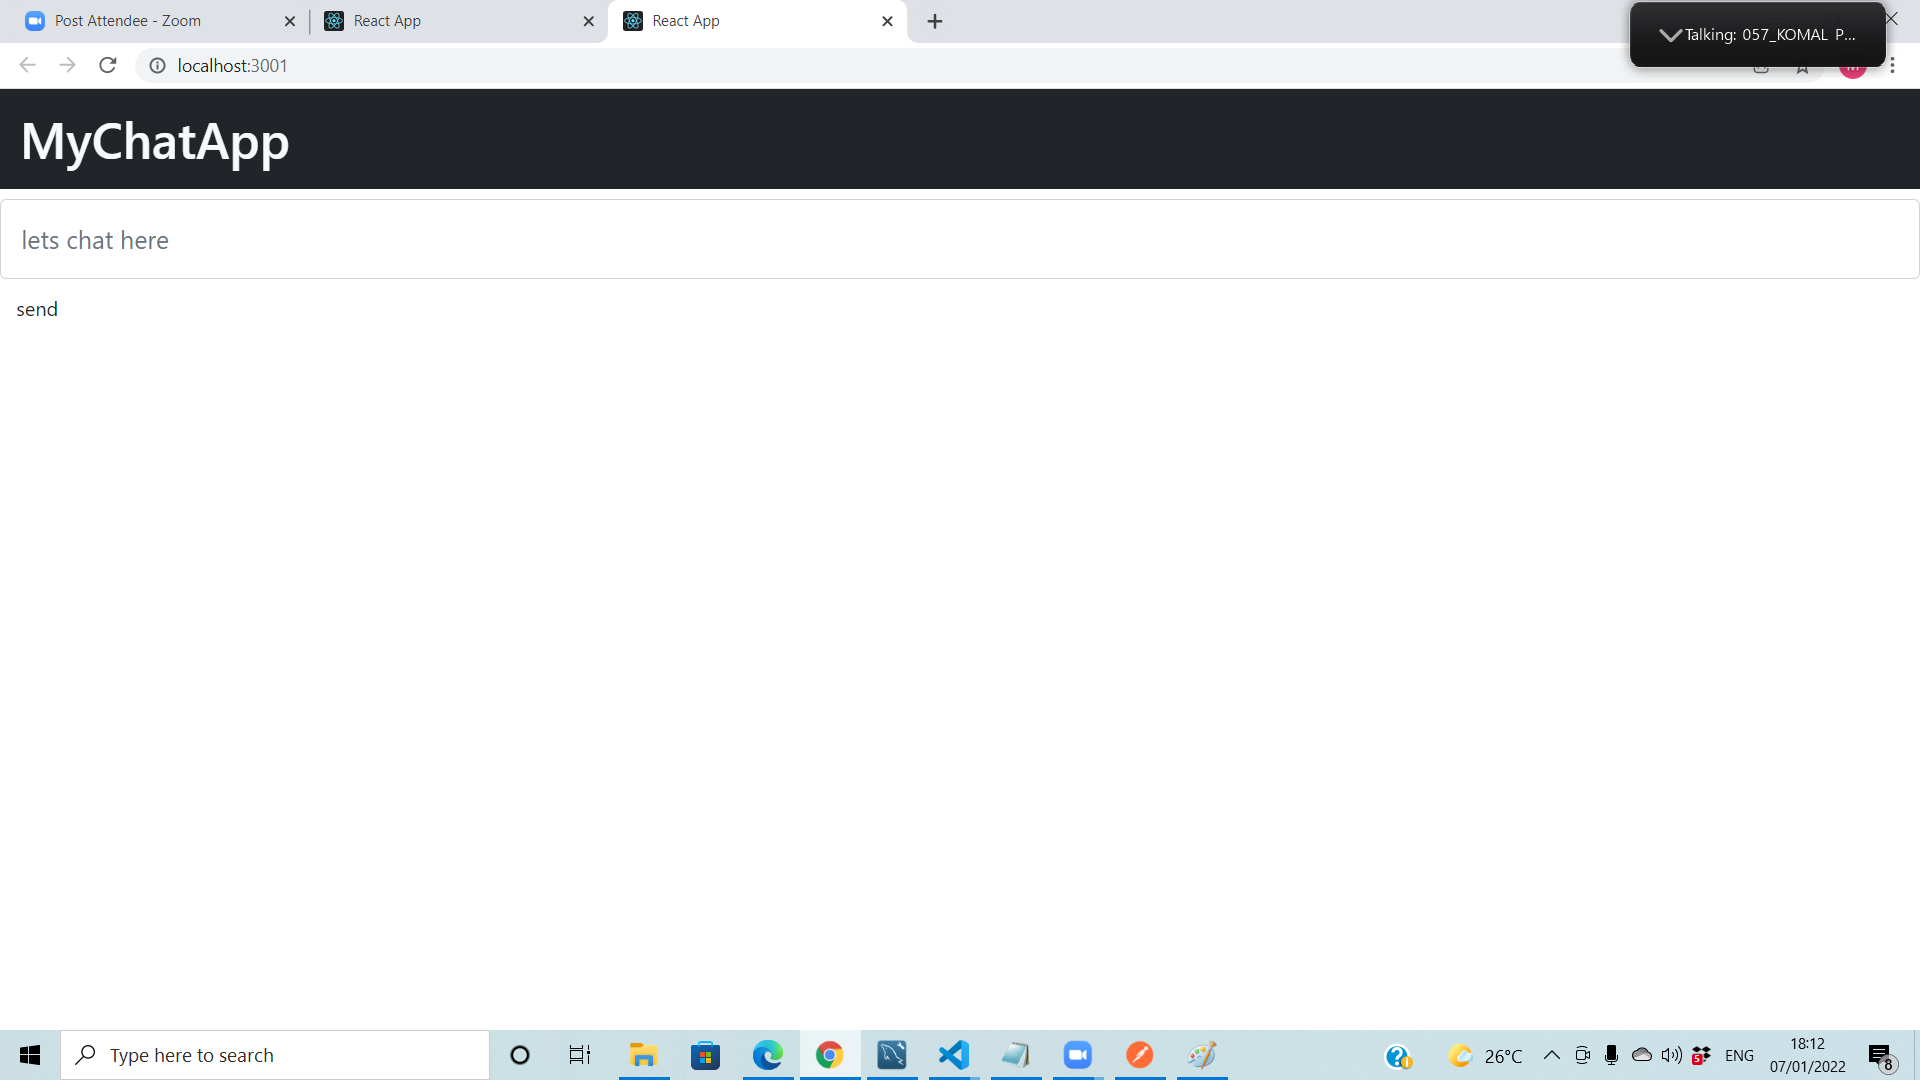 Post Attendee - Zoom
React App
React App
Talking: 057_KOMAL P...
localhost:3001
MyChatApp
lets chat here
send
Type here to search
26°C
5
ENG
18:12
07/01/2022
8